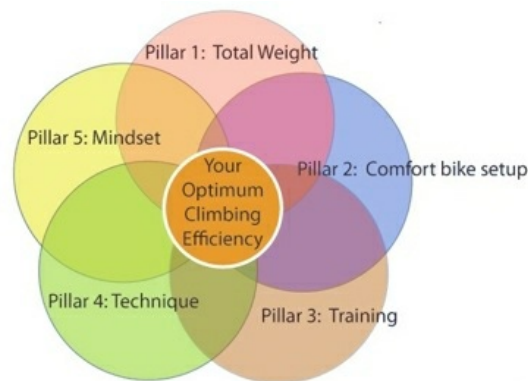 Pillar 1: Total Weight
Pillar 5: Mindset
Your
Optimum
Climbing
Efficiency
Pillar 2: Comfort bike setup
Pillar 4: Technique
Pillar 3: Training